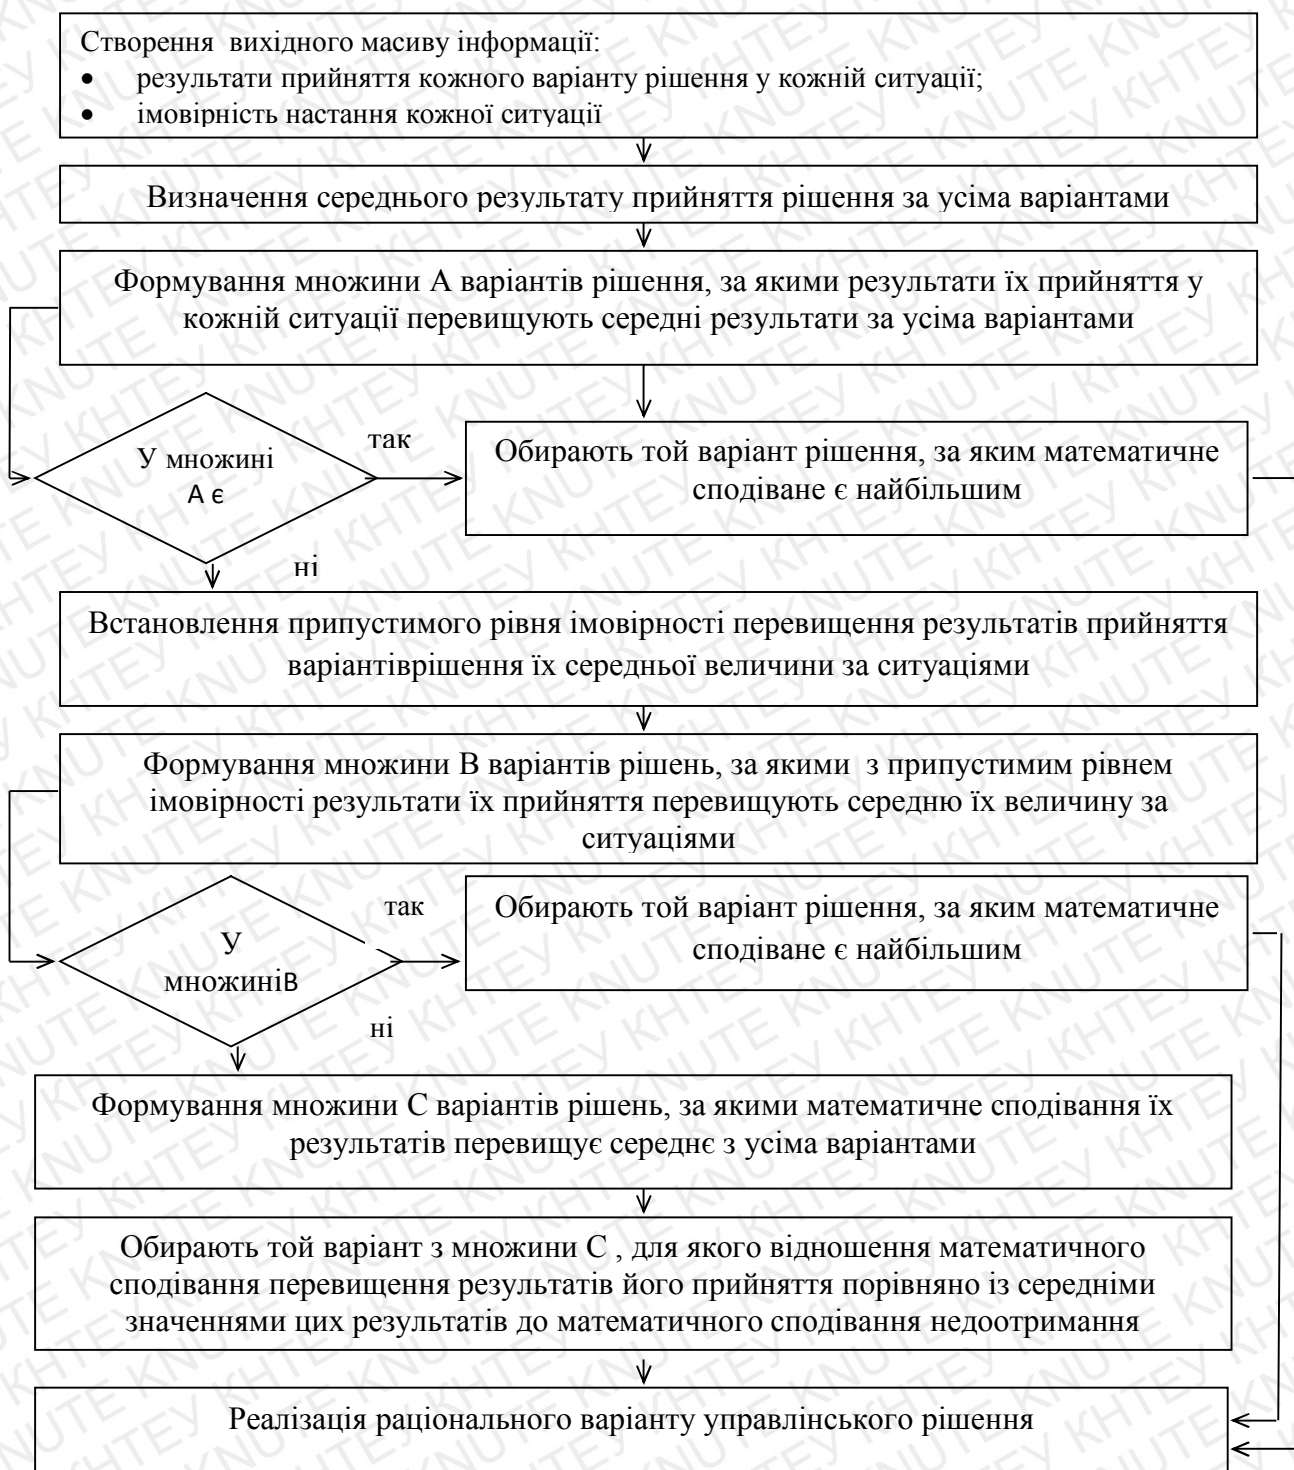 Створення вихідного масиву інформації:
• результати прийняття кожного варіанту рішення у кожній ситуації;
• імовірність настання кожної ситуації
Визначення середнього результату прийняття рішення за усіма варіантами
Формування множини А варіантів рішення, за якими результати їх прийняття у
кожній ситуації перевищують середні результати за усіма варіантами
У множині
А є
так
Обирають той варіант рішення, за яким математичне
сподіване є найбільшим
ні
Встановлення припустимого рівня імовірності перевищення результатів прийняття
варіантіврішення їх середньої величини за ситуаціями
Формування множини В варіантів рішень, за якими з припустимим рівнем
імовірності результати їх прийняття перевищують середню їх величину за
ситуаціями
У
множиніВ
так
Обирають той варіант рішення, за яким математичне
сподіване є найбільшим
ні
Формування множини С варіантів рішень, за якими математичне сподівання їх
результатів перевищує середнє з усіма варіантами
Обирають той варіант з множини С , для якого відношення математичного
сподівання перевищення результатів його прийняття порівняно із середніми
значеннями цих результатів до математичного сподівання недоотримання
Реалізація раціонального варіанту управлінського рішення